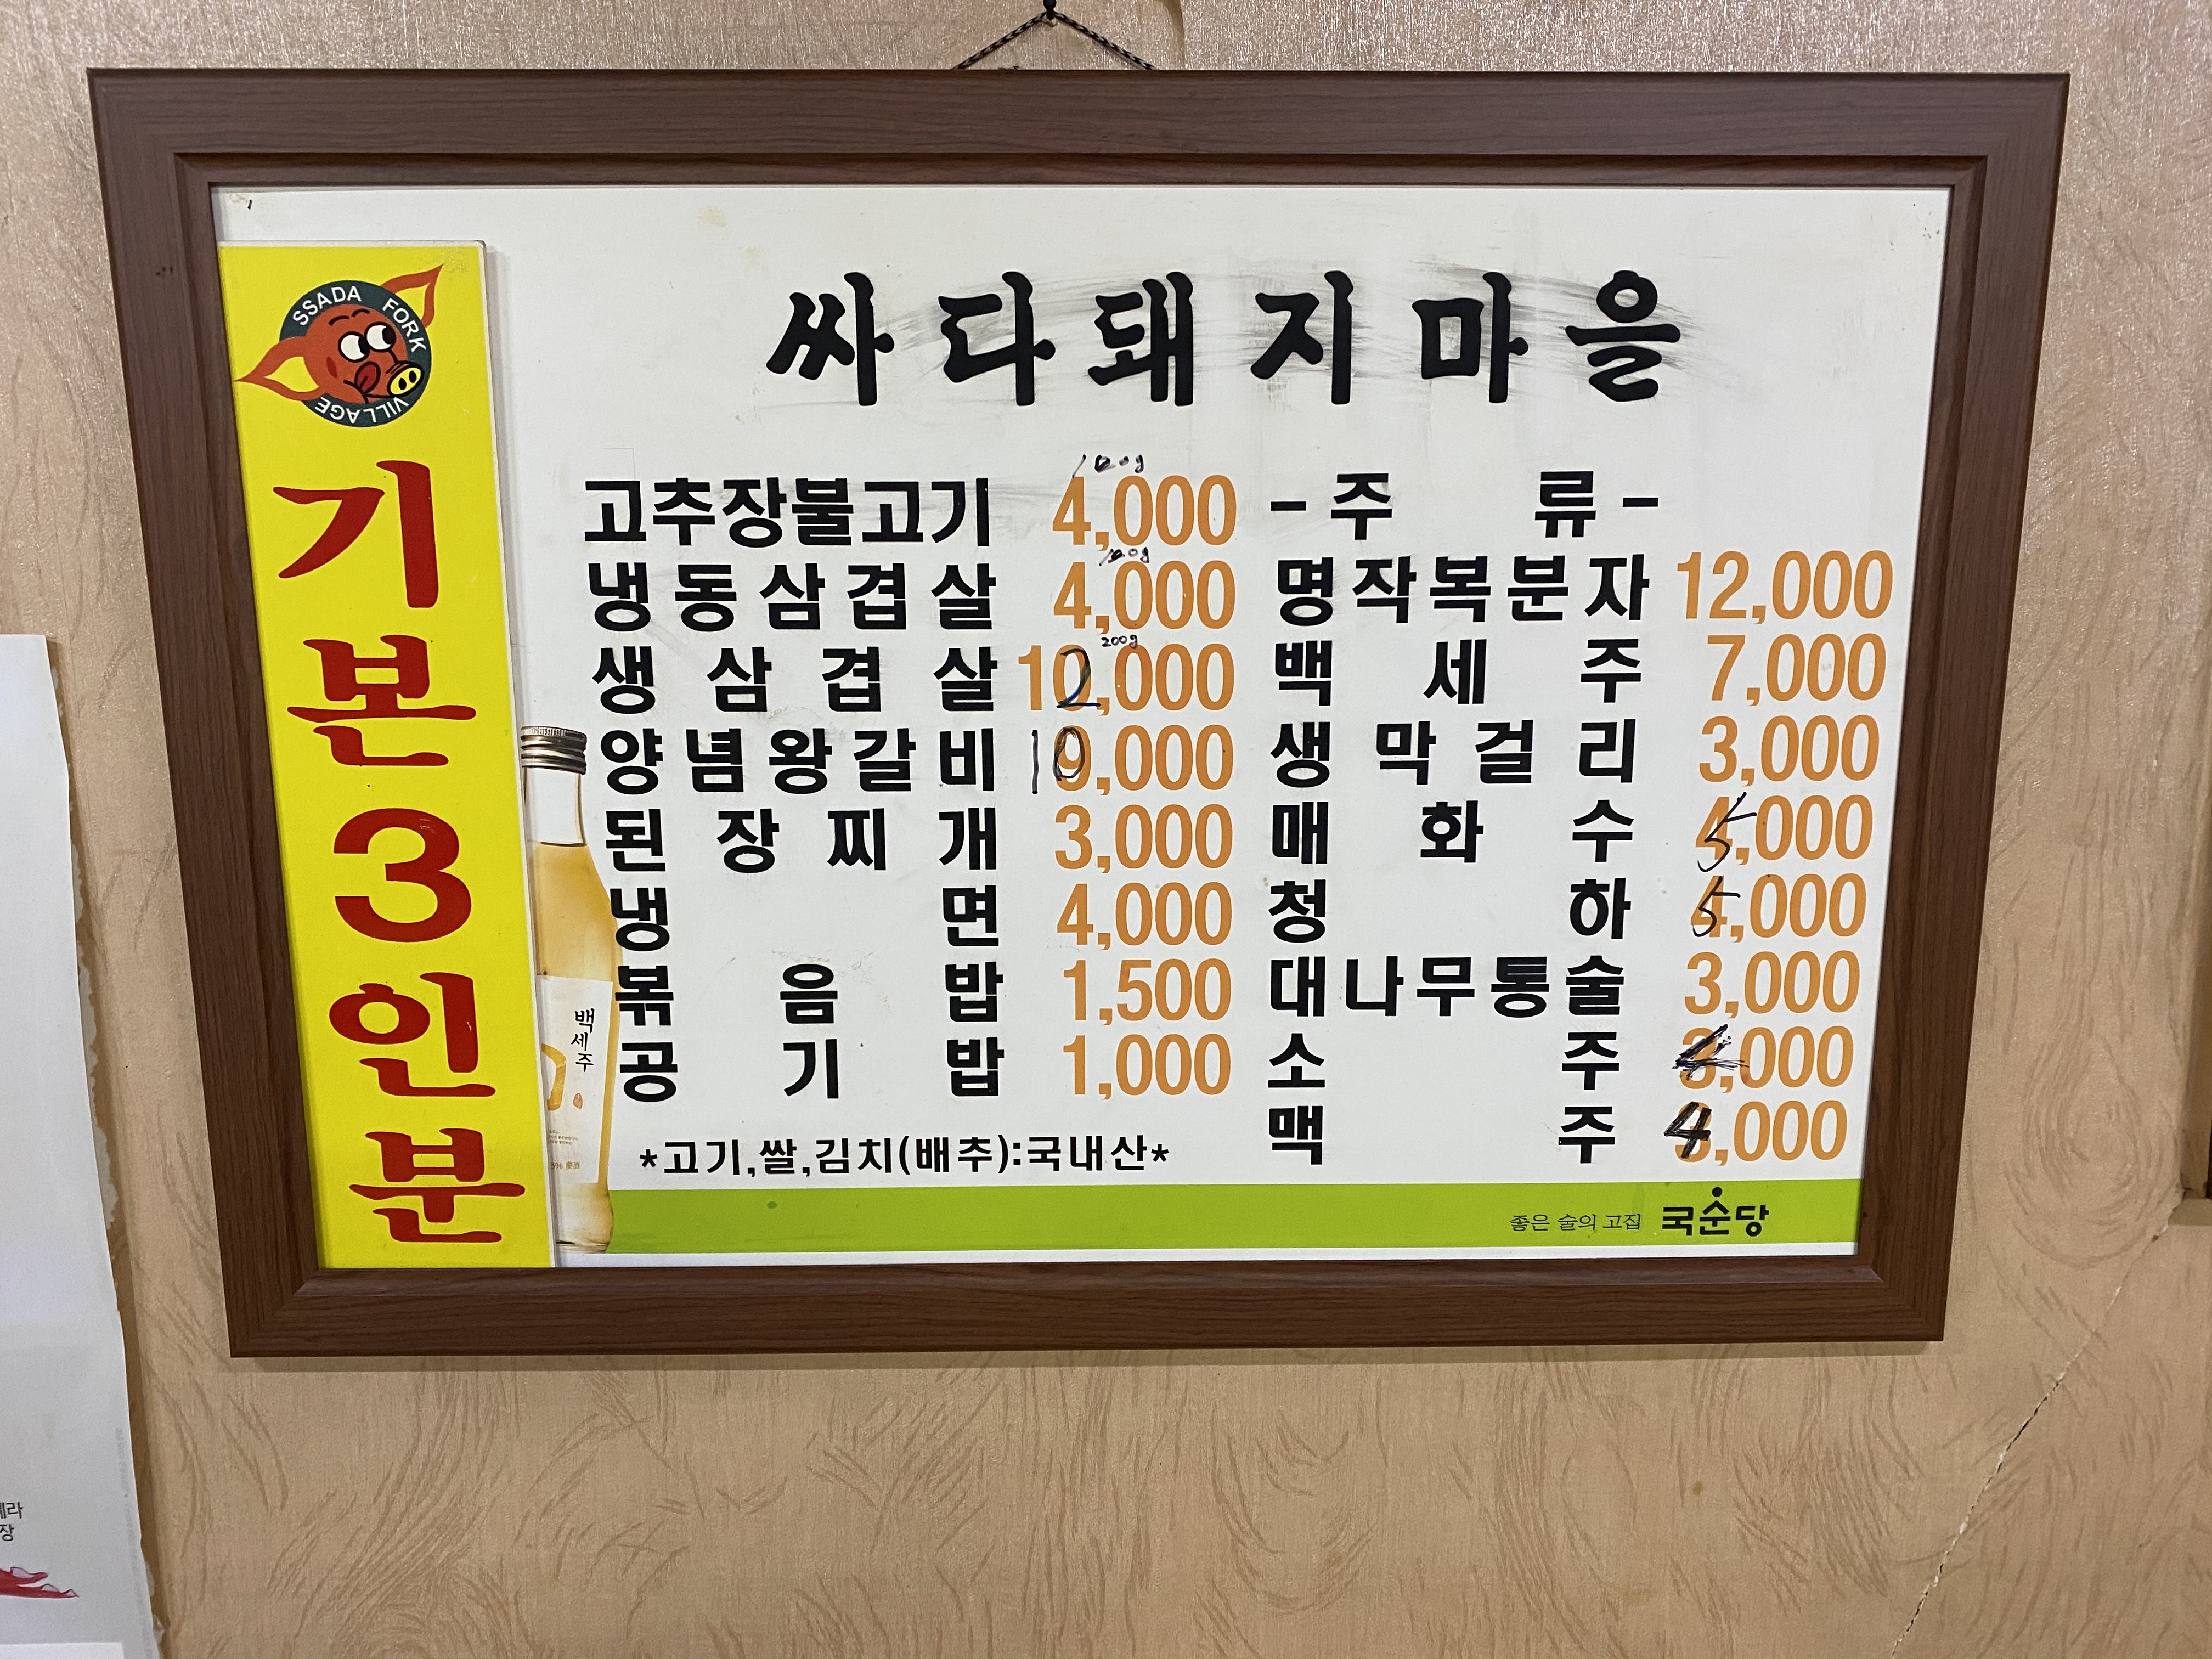 SSADA FORK
VILLAGE
기본3인분
싸다돼지마을
100g
고추장불고기 4,000
100g
냉동삼겹살 4,000
200g
생삼겹살 12,000
양념왕갈비 10,000
된장찌개 3,000
냉면 4,000
볶음밥 1,500
공기밥 1,000
*고기,쌀,김치(배추):국내산*
-주류-
명작복분자 12,000
백세주 7,000
생막걸리 3,000
매화수 5,000
청하 5,000
대나무통술 3,000
소주 ,000
맥주 4,000
백세주
좋은 술의 고집 국순당
장